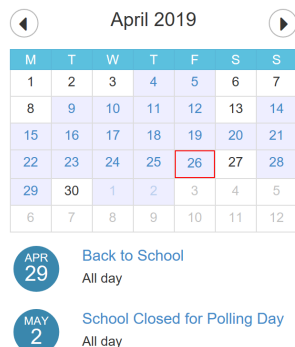 April 2019
M T W T F S S
1 2 3 4 5 6 7
8 9 10 11 12 13 14
15 16 17 18 19 20 21
22 23 24 25 26 27 28
29 30 1 2 3 4 5
6 7 8 9 10 11 12
APR
29
Back to School
All day
MAY
2
School Closed for Polling Day
All day